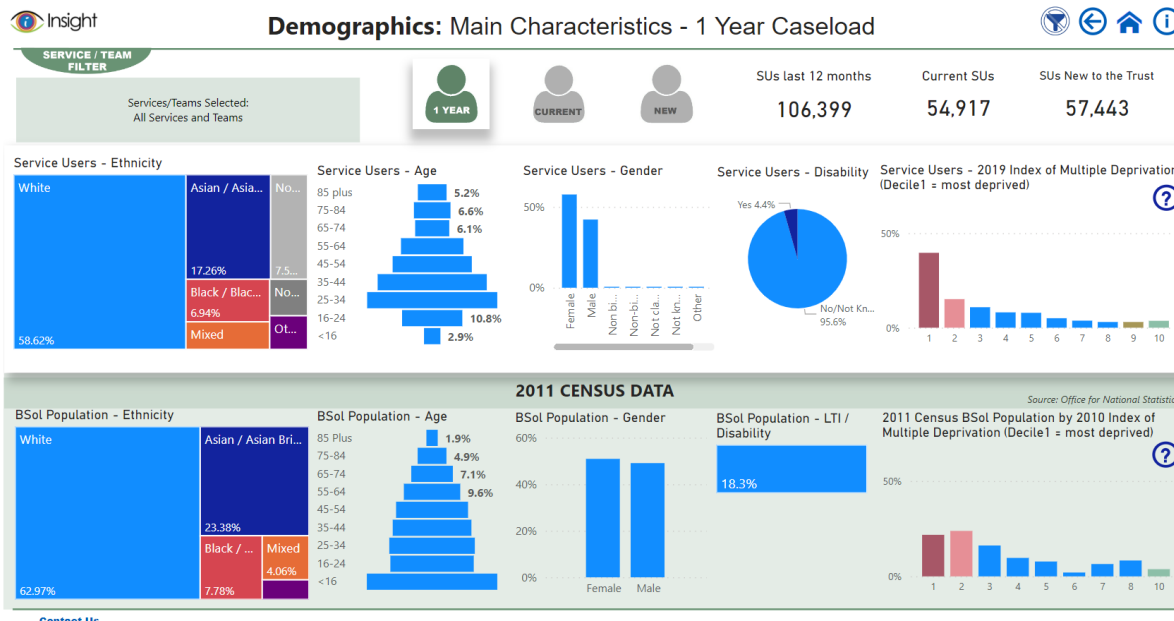 Insight
Demographics: Main Characteristics - 1 Year Caseload
SERVICE / TEAM
FILTER
Services/Teams Selected:
All Services and Teams
1 YEAR
CURRENT
NEW
SUs last 12 months
106,399
Current SUs
54,917
SUs New to the Trust
57,443
Service Users - Ethnicity
White
58.62%
Asian / Asia...
17.26%
No...
7.5...
Black / Blac...
6.94%
No...
Mixed
Ot...
Service Users - Age
85 plus
5.2%
75-84
6.6%
65-74
6.1%
55-64
45-54
35-44
25-34
16-24
10.8%
<16
2.9%
Service Users - Gender
50%
0%
Female
Male
Non bi...
Non-bi...
Not cla...
Not kn...
Other
Service Users - Disability
Yes 4.4%
No/Not Kn...
95.6%
Service Users - 2019 Index of Multiple Deprivation
(Decile1 = most deprived)
?
50%
0%
1 2 3 4 5 6 7 8 9 10
2011 CENSUS DATA
Source: Office for National Statistic
BSol Population - Ethnicity
White
62.97%
Asian / Asian Bri...
23.38%
Black / ...
7.78%
Mixed
4.06%
BSol Population - Age
85 Plus
1.9%
75-84
4.9%
65-74
7.1%
55-64
9.6%
45-54
35-44
25-34
16-24
<16
BSol Population - Gender
60%
40%
20%
0%
Female
Male
BSol Population - LTI /
Disability
18.3%
2011 Census BSol Population by 2010 Index of
Multiple Deprivation (Decile1 = most deprived)
?
50%
0%
1 2 3 4 5 6 7 8 9 10
Contact Us